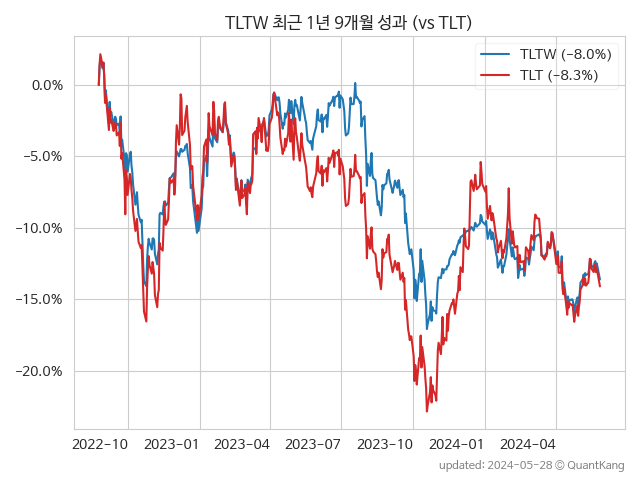 TLTW 최근 1년 9개월 성과 (vs TLT)
TLTW (−8.0%)
TLT (−8.3%)
0.0%
−5.0%
−10.0%
−15.0%
−20.0%
2022-10 2023-01 2023-04 2023-07 2023-10 2024-01 2024-04
updated: 2024-05-28 © QuantKang